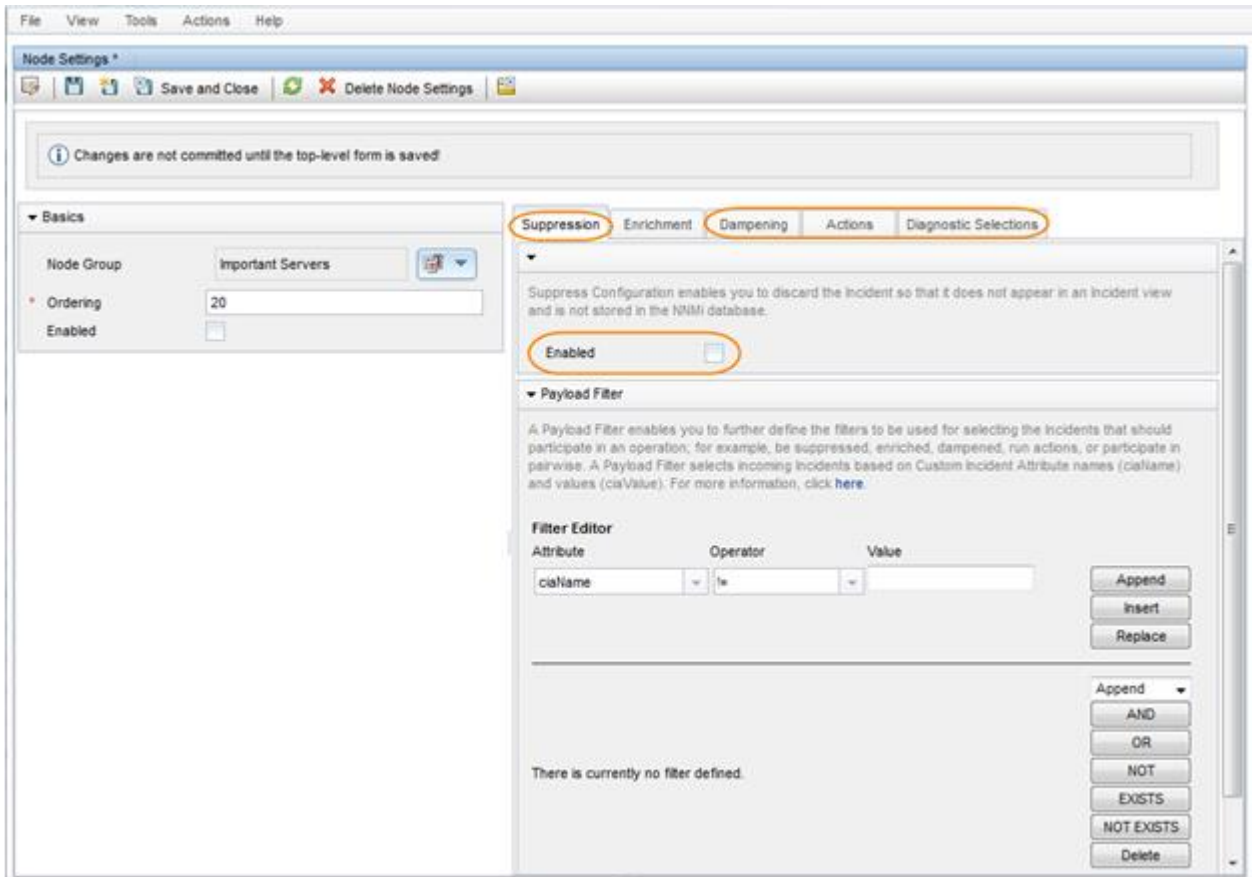 File View Tools Actions Help
Node Settings *
Save and Close Delete Node Settings
Changes are not committed until the top-level form is saved!
Basics
Node Group Important Servers
* Ordering 20
Enabled
Suppression Enrichment Dampening Actions Diagnostic Selections
Suppress Configuration enables you to discard the Incident so that it does not appear in an Incident view
and is not stored in the NNMi database.
Enabled
Payload Filter
A Payload Filter enables you to further define the filters to be used for selecting the Incidents that should
participate in an operation; for example, be suppressed, enriched, dampened, run actions, or participate in
pairwise. A Payload Filter selects incoming Incidents based on Custom Incident Attribute names (ciaName)
and values (ciaValue). For more information, click here.
Filter Editor
Attribute Operator Value
ciaName !=
Append
Insert
Replace
Append
AND
OR
There is currently no filter defined.
NOT
EXISTS
NOT EXISTS
Delete